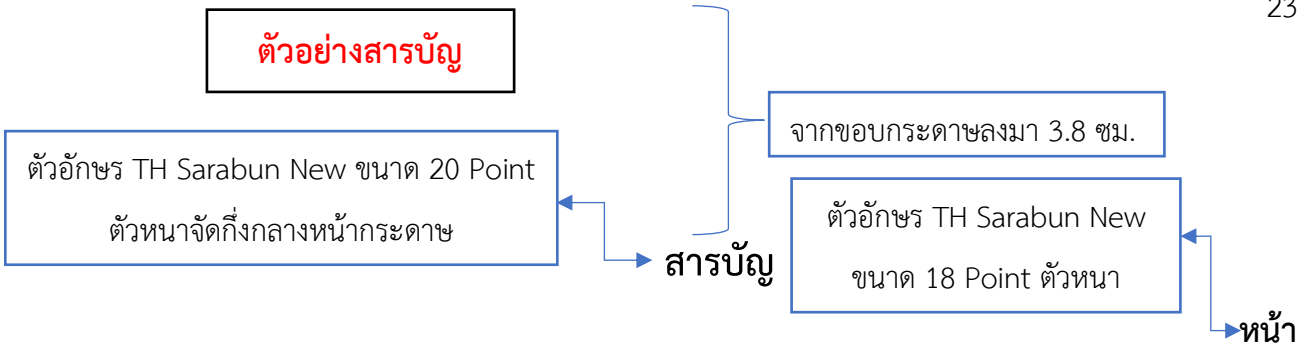 23
ตัวอย่างสารบัญ
จากขอบกระดาษลงมา 3.8 ซม.
ตัวอักษร TH Sarabun New ขนาด 20 Point
ตัวหนาจัดกึ่งกลางหน้ากระดาษ
สารบัญ
ตัวอักษร TH Sarabun New
ขนาด 18 Point ตัวหนา
หน้า